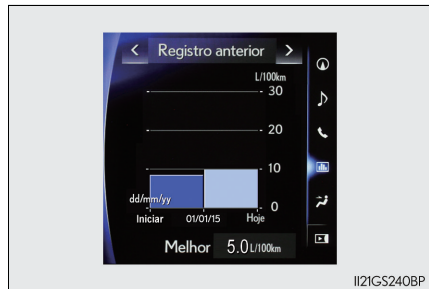 Registro anterior
L/100km
30
20
10
0
dd/mm/yy
Iniciar 01/01/15 Hoje
Melhor 5.0 L/100km
II21GS240BP